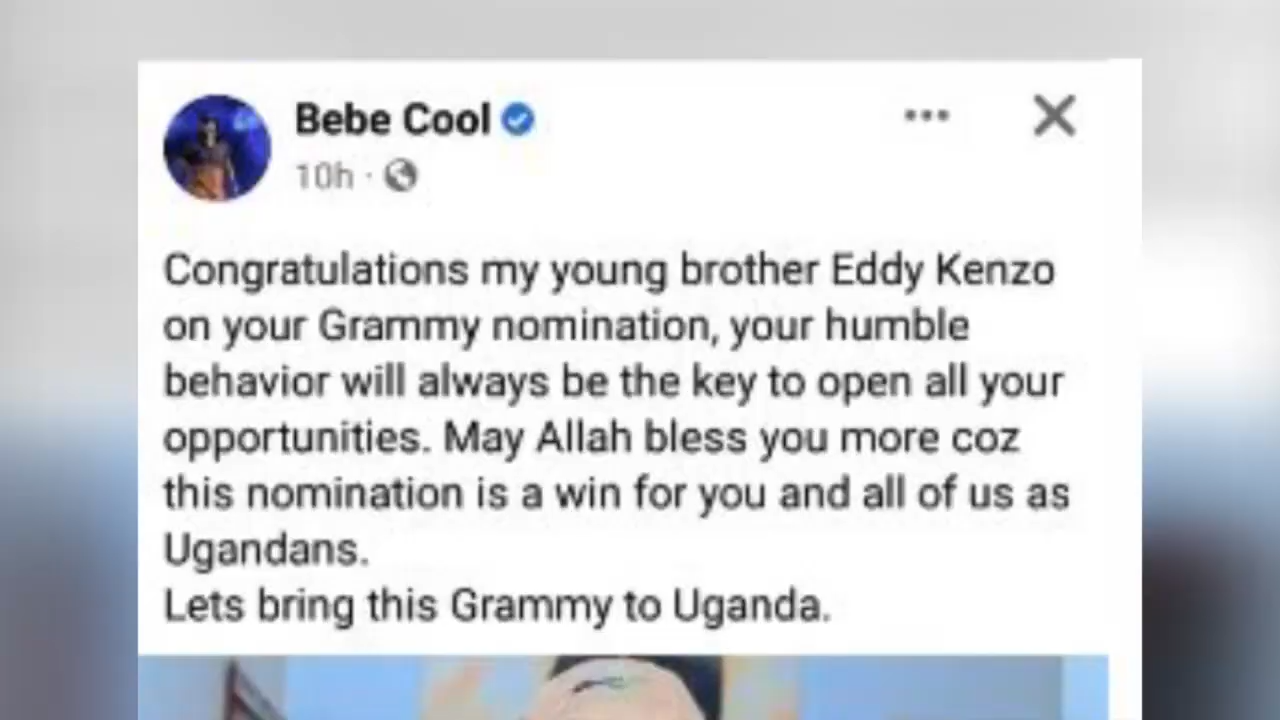 Bebe Cool
10h ·
Congratulations my young brother Eddy Kenzo
on your Grammy nomination, your humble
behavior will always be the key to open all your
opportunities. May Allah bless you more coz
this nomination is a win for you and all of us as
Ugandans.
Lets bring this Grammy to Uganda.